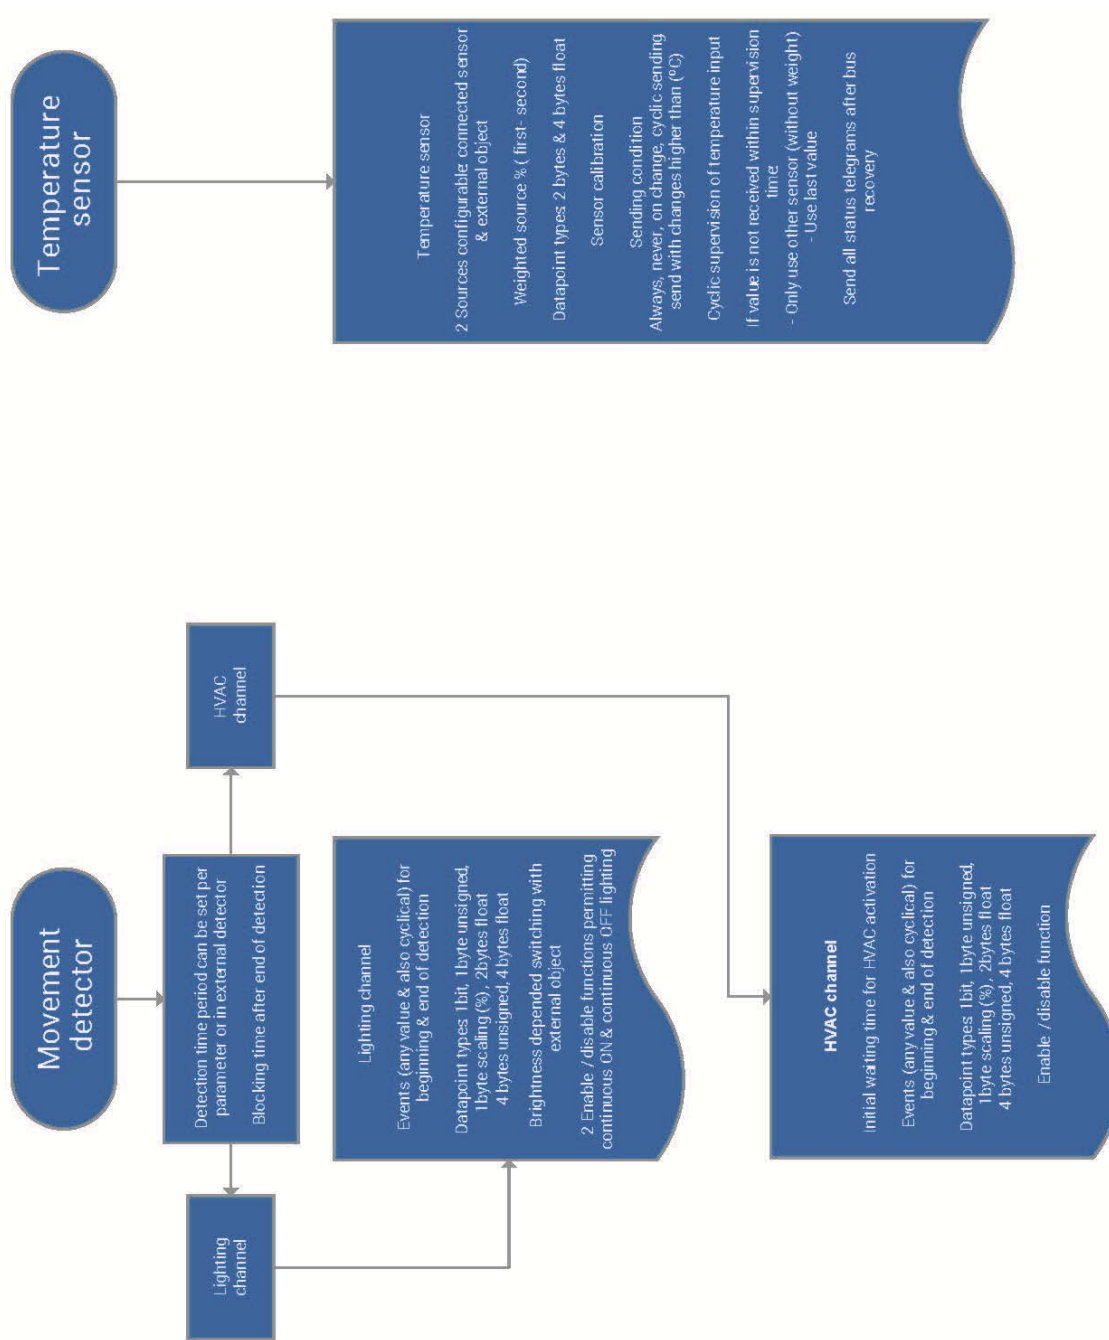 Movement
detector
Detection time period can be set per
parameter or in external detector
Blocking time after end of detection
Lighting
channel
HVAC
channel
Lighting channel
Events (any value & also cyclical) for
beginning & end of detection
Datapoint types: 1 bit, 1 byte unsigned,
1byte scaling (%), 2bytes float
4 bytes unsigned, 4 bytes float
Brightness depended switching with
external object
2 Enable / disable functions permitting
continuous ON & continuous OFF lighting
HVAC channel
Initial waiting time for HVAC activation
Events (any value & also cyclical) for
beginning & end of detection
Datapoint types: 1 bit, 1 byte unsigned,
1byte scaling (%), 2bytes float
4 bytes unsigned, 4 bytes float
Enable / disable function
Temperature
sensor
Temperature sensor
2 Sources configurable: connected sensor
& external object
Weighted source % ( first - second)
Datapoint types: 2 bytes & 4 bytes float
Sensor calibration
Sending condition
Always, never, on change, cyclic sending,
send with changes higher than (ºC)
Cyclic supervision of temperature input
If value is not received within supervision
time:
- Only use other sensor (without weight)
- Use last value
Send all status telegrams after bus
recovery